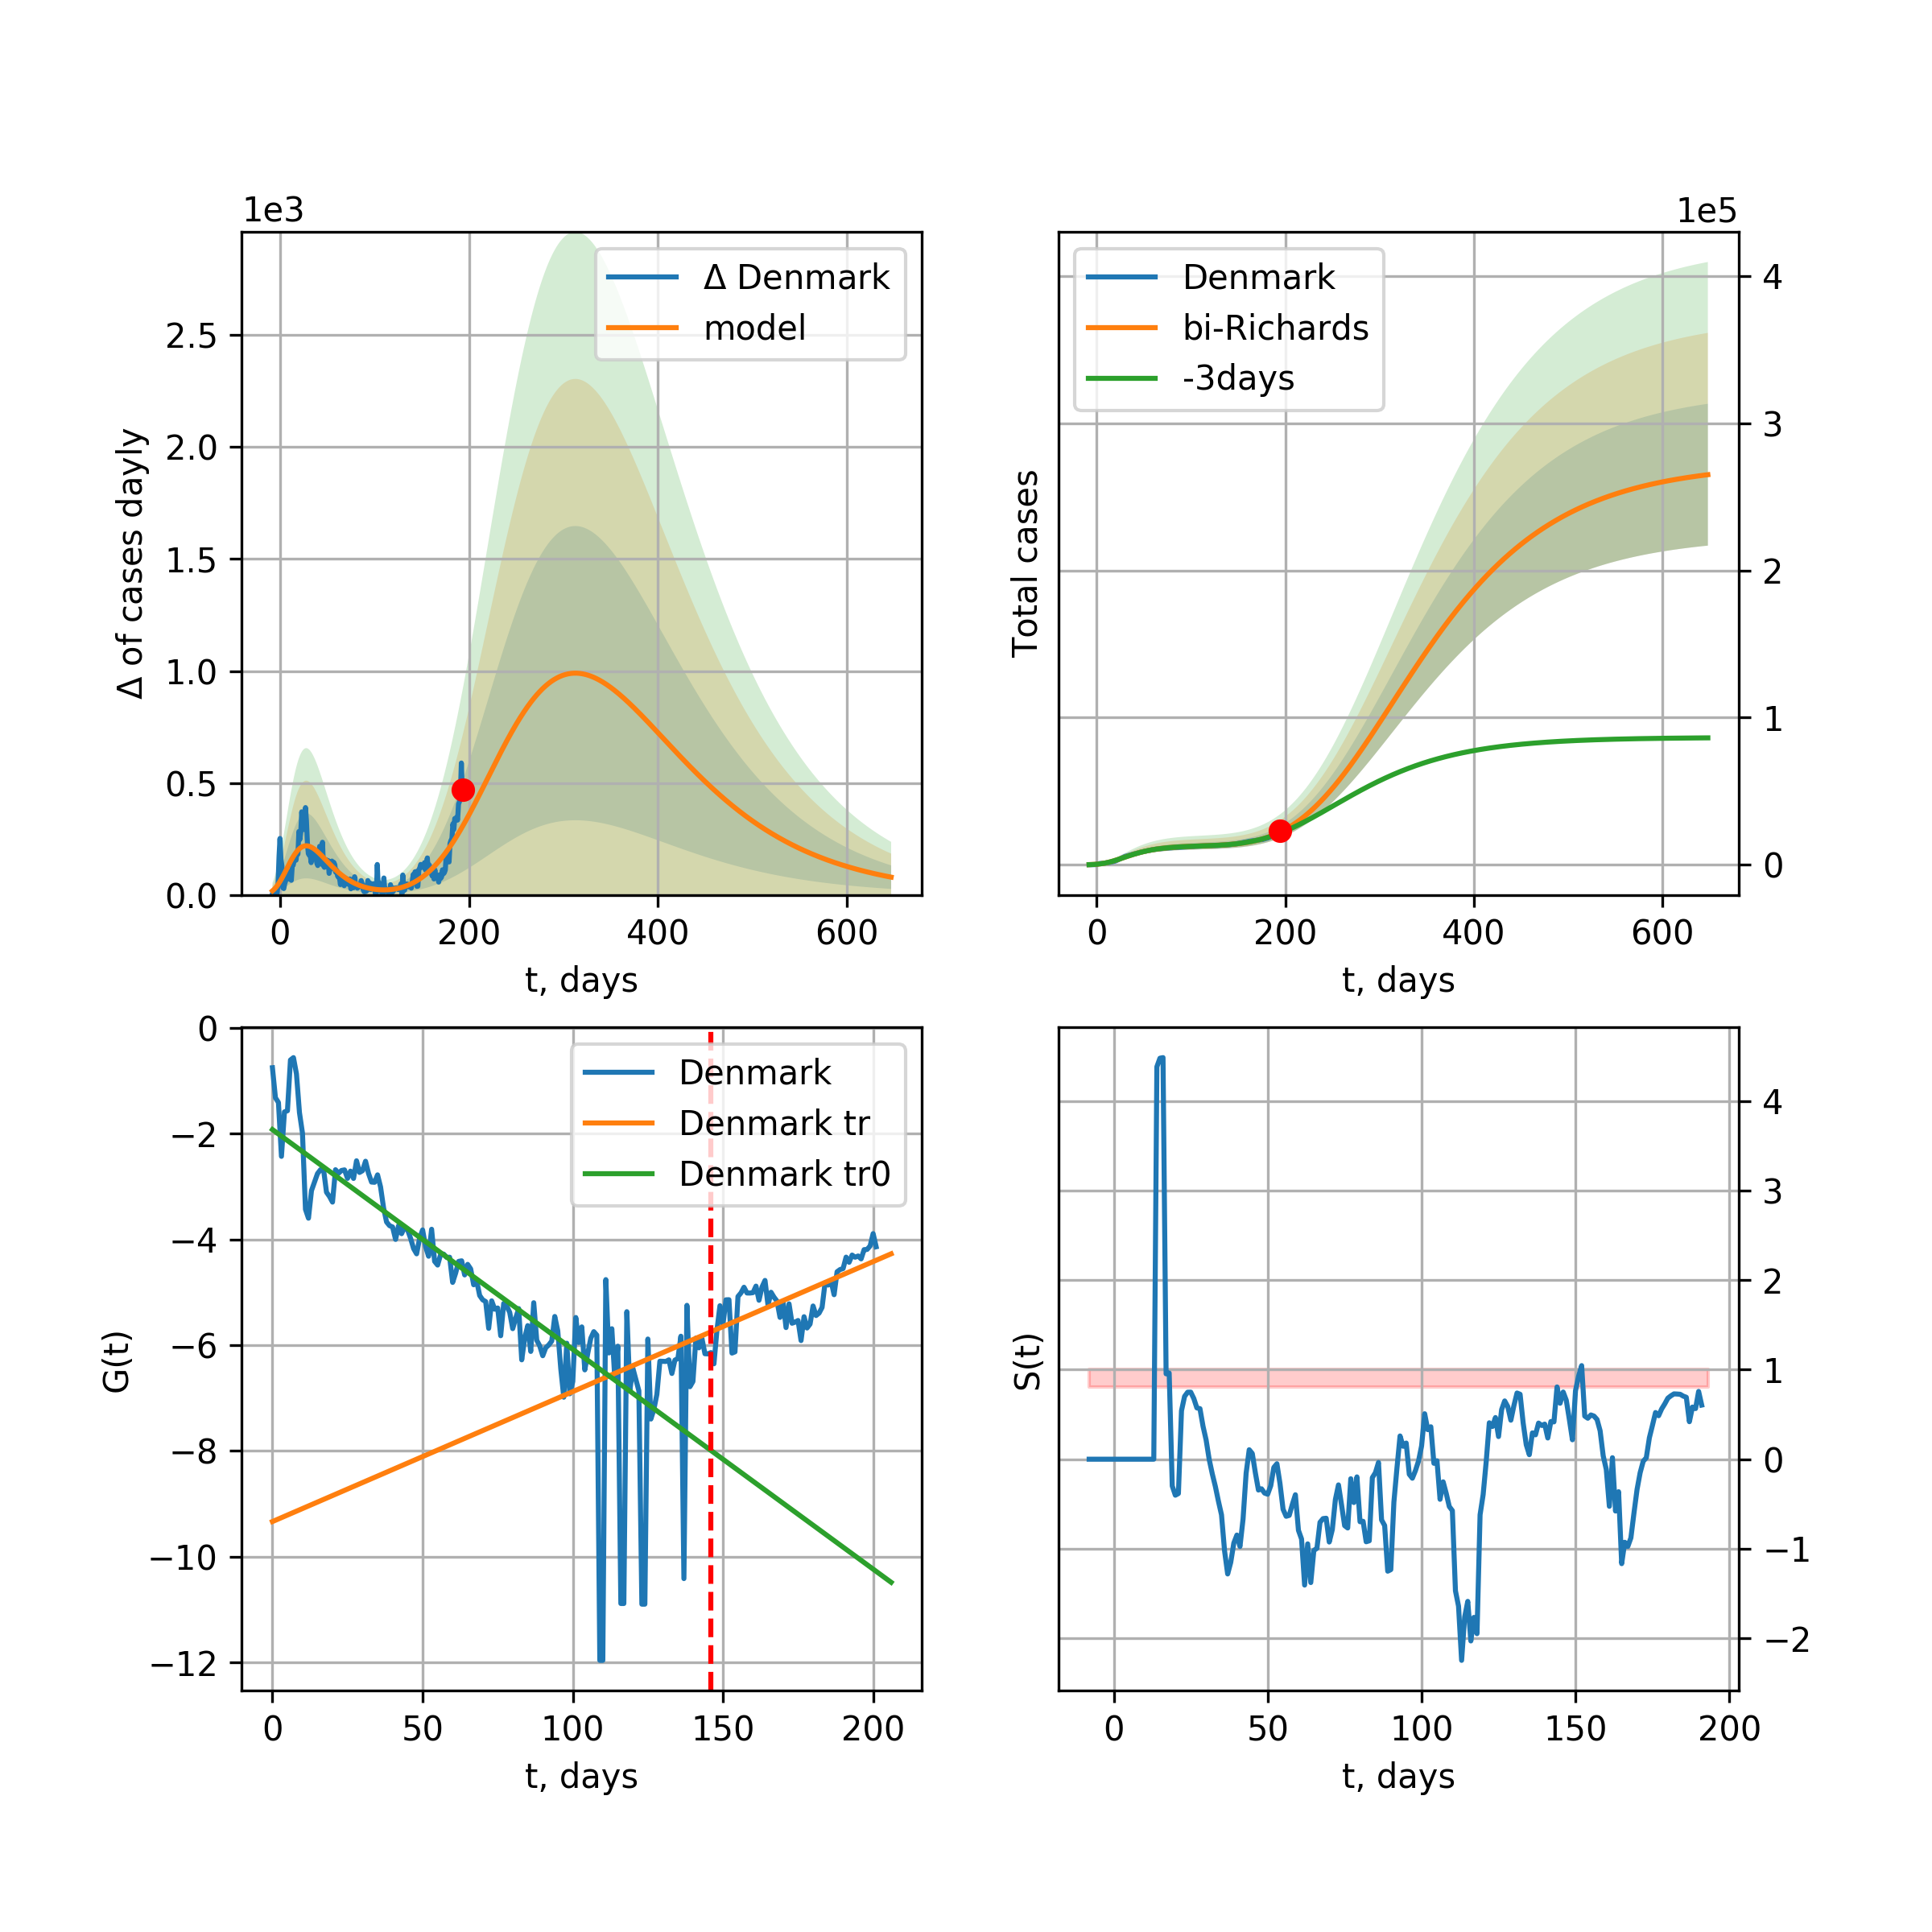 1e3
Δ Denmark
model
Δ of cases dayly
2.5
2.0
1.5
1.0
0.5
0.0
0 200 400 600
t, days
1e5
Denmark
bi-Richards
-3days
Total cases
4
3
2
1
0
0 200 400 600
t, days
Denmark
Denmark tr
Denmark tr0
G(t)
0
−2
−4
−6
−8
−10
−12
0 50 100 150 200
t, days
S(t)
4
3
2
1
0
−1
−2
0 50 100 150 200
t, days